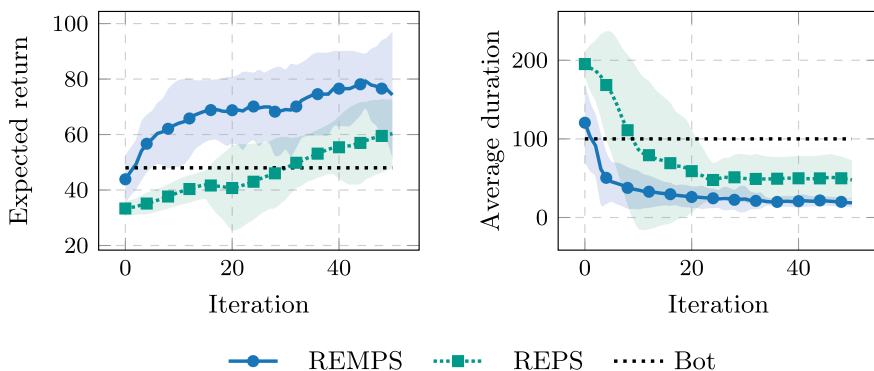 Expected return
100
80
60
40
20
0 20 40
Iteration
Average duration
200
100
0
0 20 40
Iteration
REMPS REPS Bot